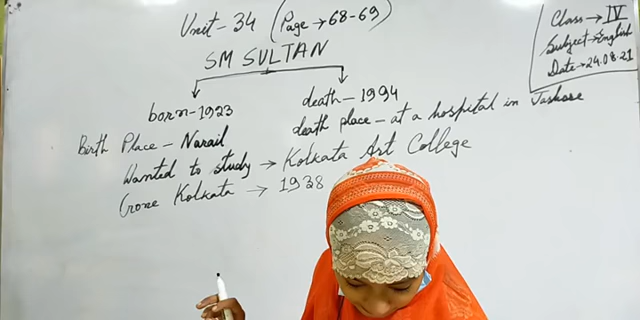 Unit-34 (Page→68-69)
SM SULTAN
born-1923
Birth Place - Narail
death-1994
death place - at a hospital in Jashore
Wanted to study → Kolkata Art College
Gone Kolkata → 1938
Class → IV
Subject→English
Date→24.08.21